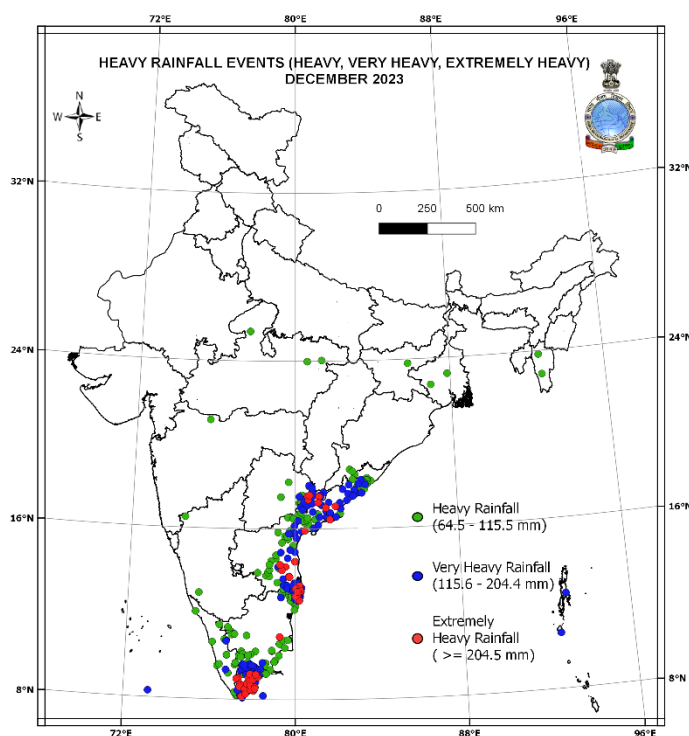 72°E 80°E 88°E 96°E
HEAVY RAINFALL EVENTS (HEAVY, VERY HEAVY, EXTREMELY HEAVY)
DECEMBER 2023
N
W E
S
32°N 32°N
0 250 500 km
24°N 24°N
16°N 16°N
Heavy Rainfall
(64.5 - 115.5 mm)
Very Heavy Rainfall
(115.6 - 204.4 mm)
Extremely
Heavy Rainfall
( >= 204.5 mm)
8°N 8°N
72°E 80°E 88°E 96°E